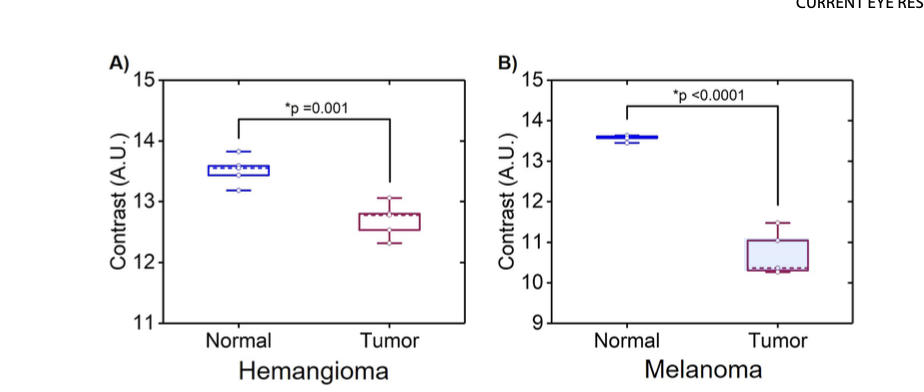 CURRENT EYE RES
A)
15
14
13
12
11
Contrast (A.U.)
*p =0.001
Normal Tumor
Hemangioma
B)
15
14
13
12
11
10
9
Contrast (A.U.)
*p <0.0001
Normal Tumor
Melanoma